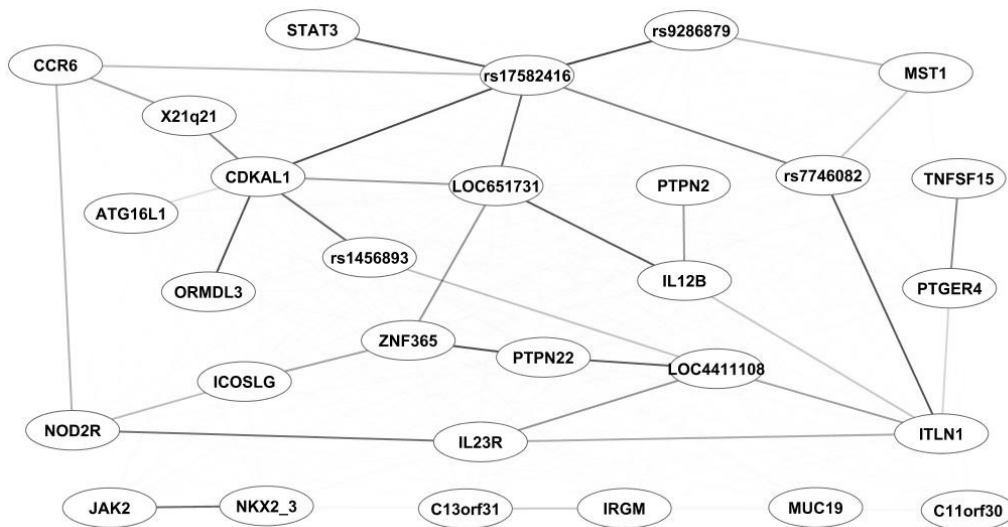 STAT3
rs9286879
CCR6
rs17582416
MST1
X21q21
CDKAL1
LOC651731
PTPN2
rs7746082
TNFSF15
ATG16L1
rs1456893
ORMDL3
IL12B
PTGER4
ZNF365
PTPN22
LOC4411108
ICOSLG
NOD2R
IL23R
ITLN1
JAK2
NKX2_3
C13orf31
IRGM
MUC19
C11orf30